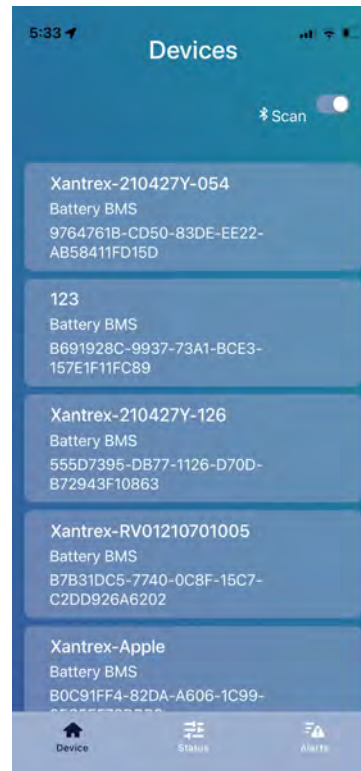 5:33
Devices
Scan
Xantrex-210427Y-054
Battery BMS
9764761B-CD50-83DE-EE22-
AB58411FD15D
123
Battery BMS
B691928C-9937-73A1-BCE3-
157E1F11FC89
Xantrex-210427Y-126
Battery BMS
555D7395-DB77-1126-D70D-
B72943F10863
Xantrex-RV01210701005
Battery BMS
B7B31DC5-7740-0C8F-15C7-
C2DD926A6202
Xantrex-Apple
Battery BMS
B0C91FF4-82DA-A606-1C99-
Device
Status
Alerts